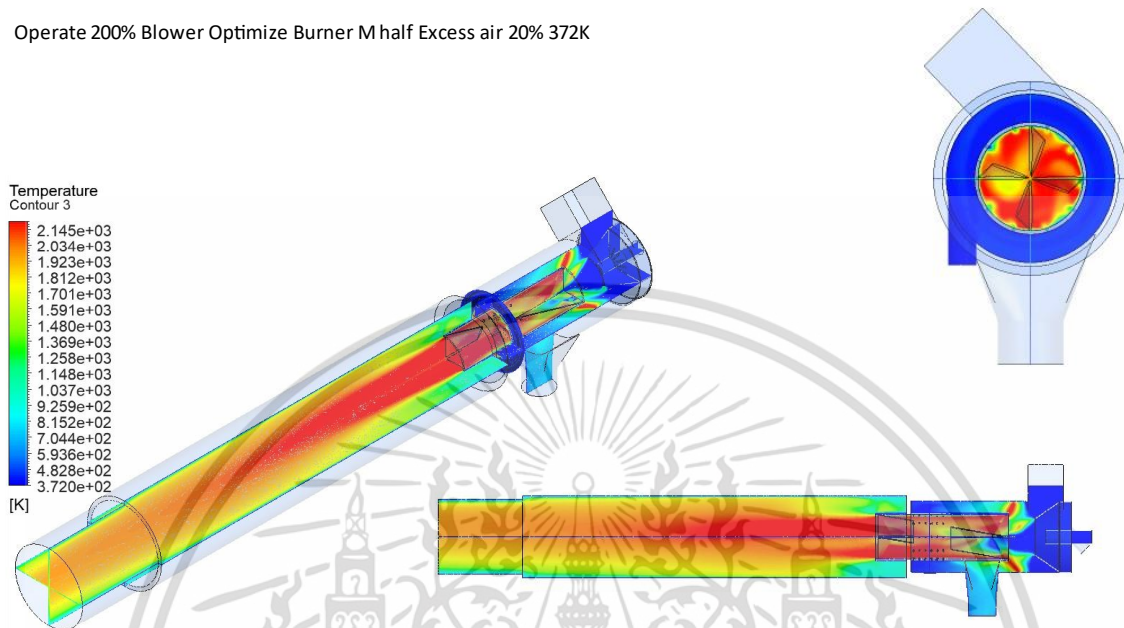 Operate 200% Blower Optimize Burner M half Excess air 20% 372K
Temperature
Contour 3
2.145e+03
2.034e+03
1.923e+03
1.812e+03
1.701e+03
1.591e+03
1.480e+03
1.369e+03
1.258e+03
1.148e+03
1.037e+03
9.259e+02
8.152e+02
7.044e+02
5.936e+02
4.828e+02
3.720e+02
[K]